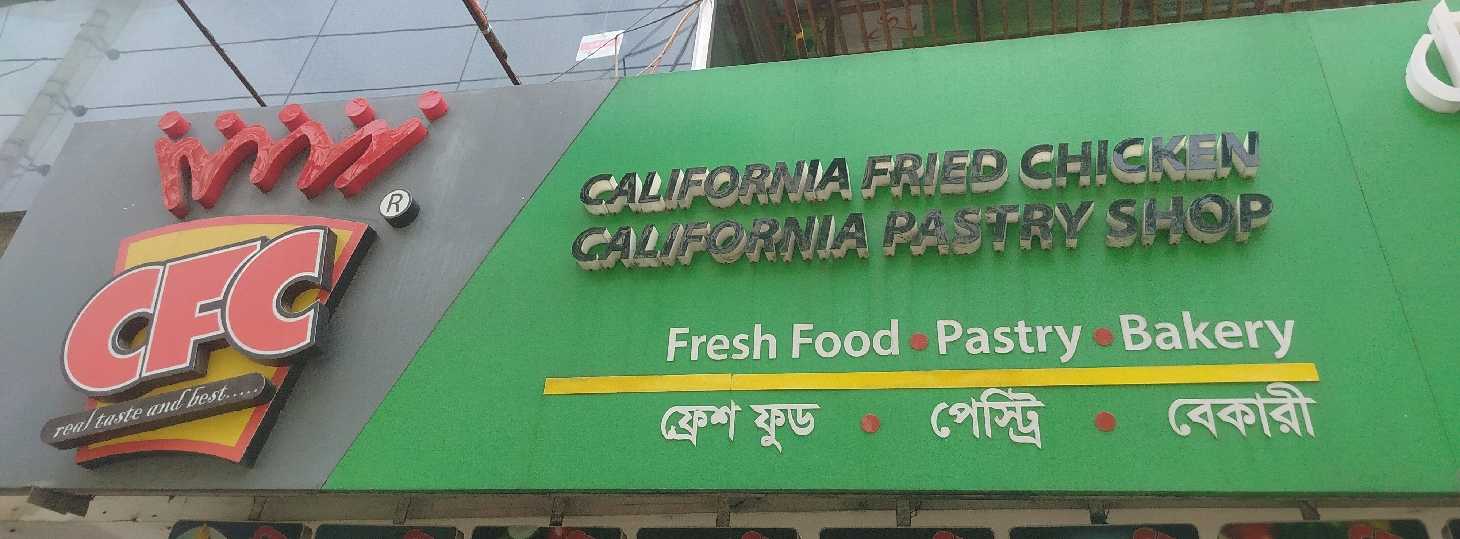 ®
CFC
real taste and best.....
CALIFORNIA FRIED CHICKEN
CALIFORNIA PASTRY SHOP
Fresh Food • Pastry • Bakery
ফ্রেশ ফুড • পেস্ট্রি • বেকারী